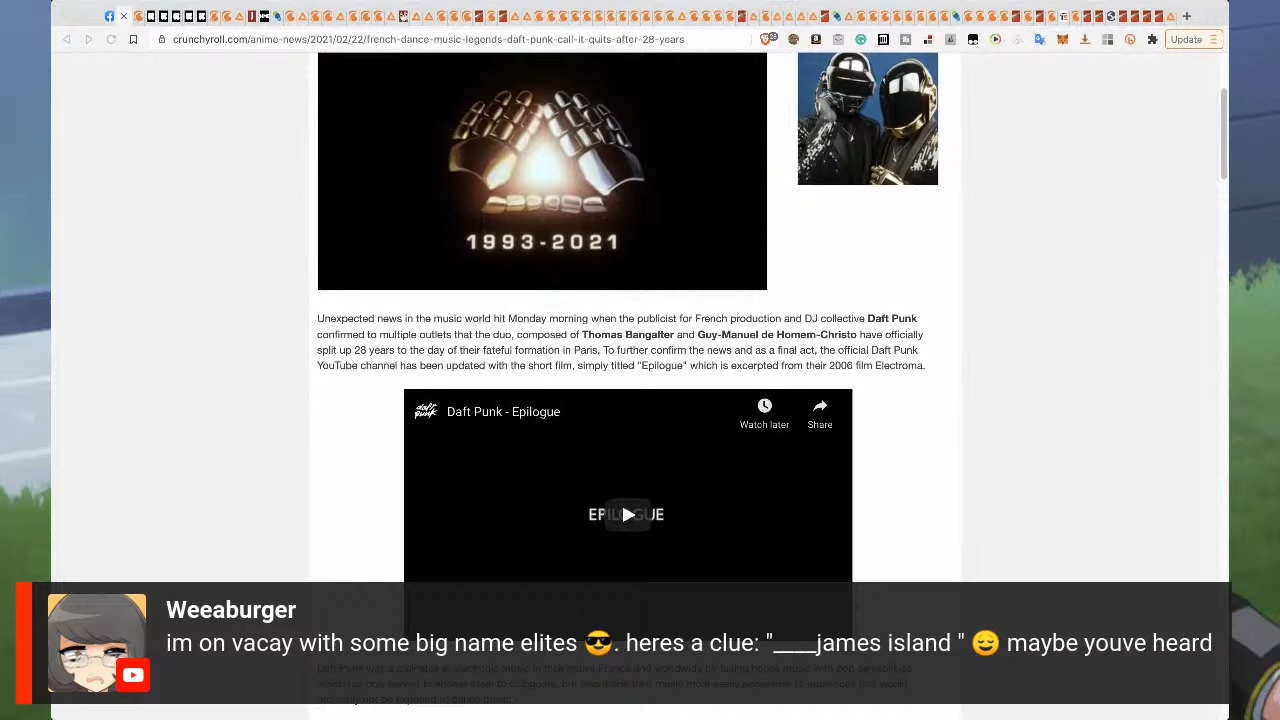 Update
crunchyroll.com/anime-news/2021/02/22/french-dance-music-legends-daft-punk-call-it-quits-after-28-years
1993-2021
Unexpected news in the music world hit Monday morning when the publicist for French production and DJ collective Daft Punk
confirmed to multiple outlets that the duo, composed of Thomas Bangalter and Guy-Manuel de Homem-Christo have officially
split up 28 years to the day of their fateful formation in Paris. To further confirm the news and as a final act, the official Daft Punk
YouTube channel has been updated with the short film, simply titled "Epilogue" which is excerpted from their 2006 film Electroma.
daft punk
Daft Punk - Epilogue
Watch later
Share
EPILOGUE
Weeaburger
im on vacay with some big name elites 😎. heres a clue: "____james island " 😌 maybe youve heard